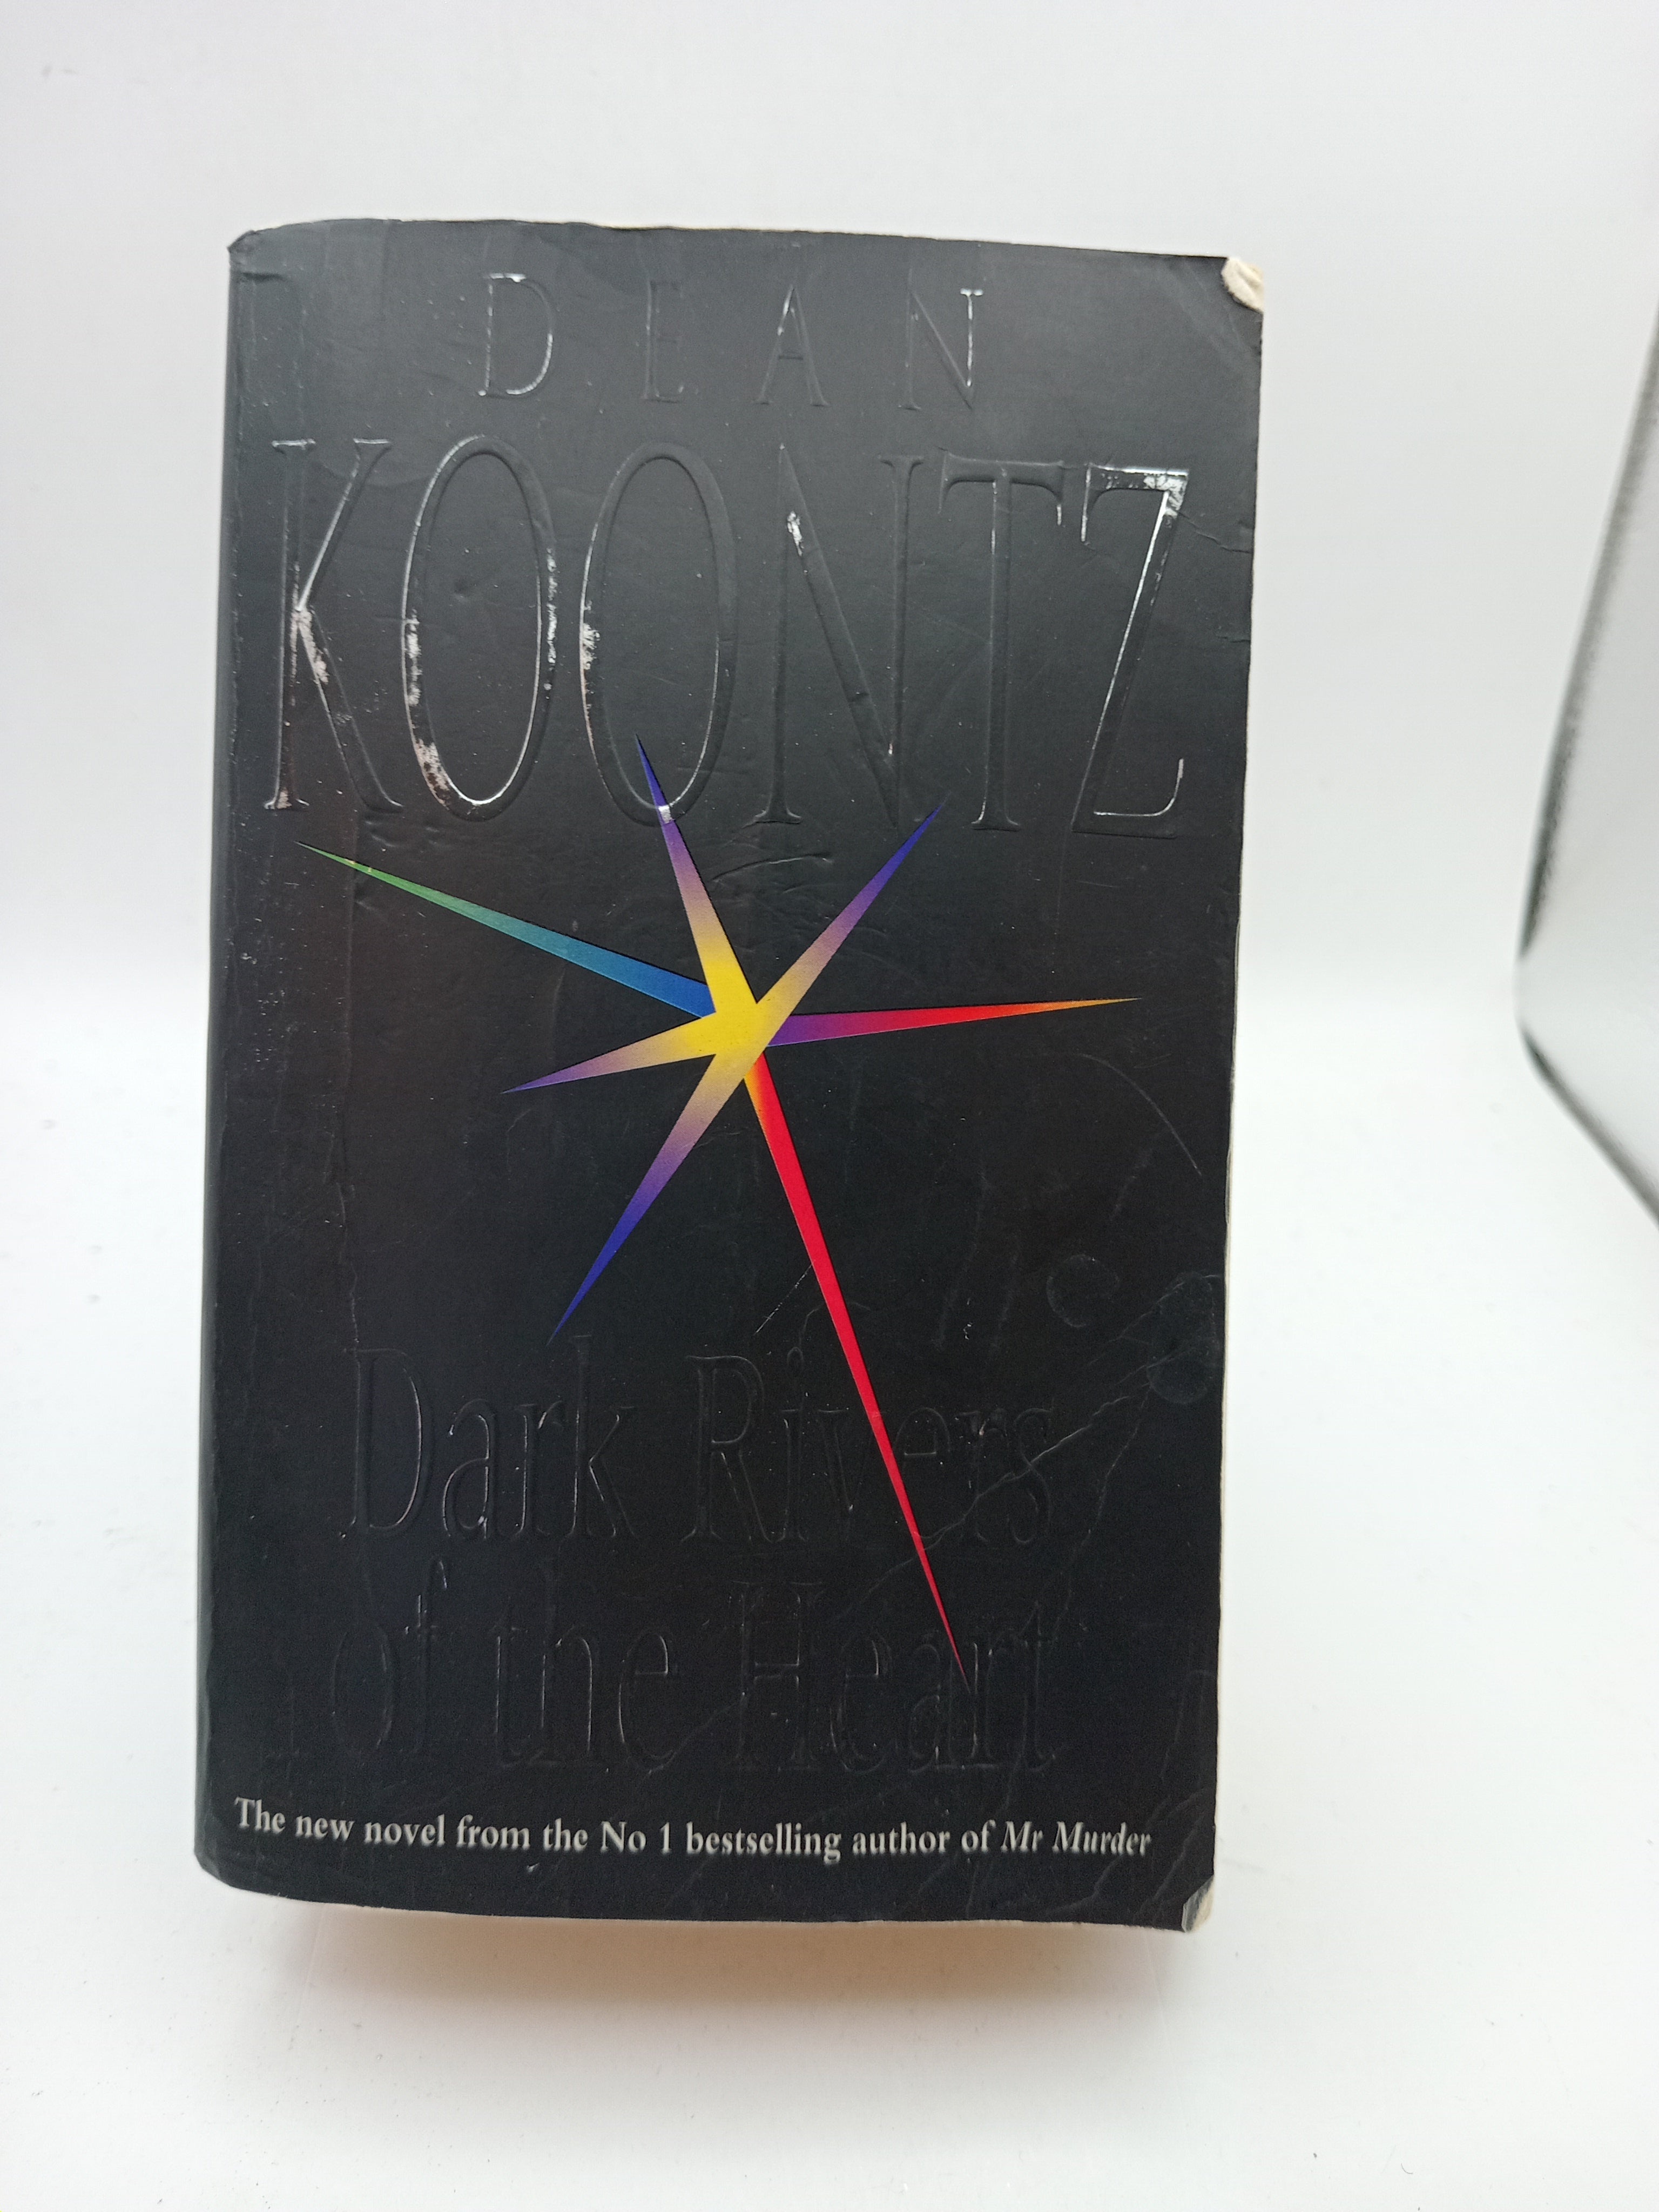 DEAN
KOONTZ
Dark Rivers
of the Heart
The new novel from the No 1 bestselling author of Mr Murder